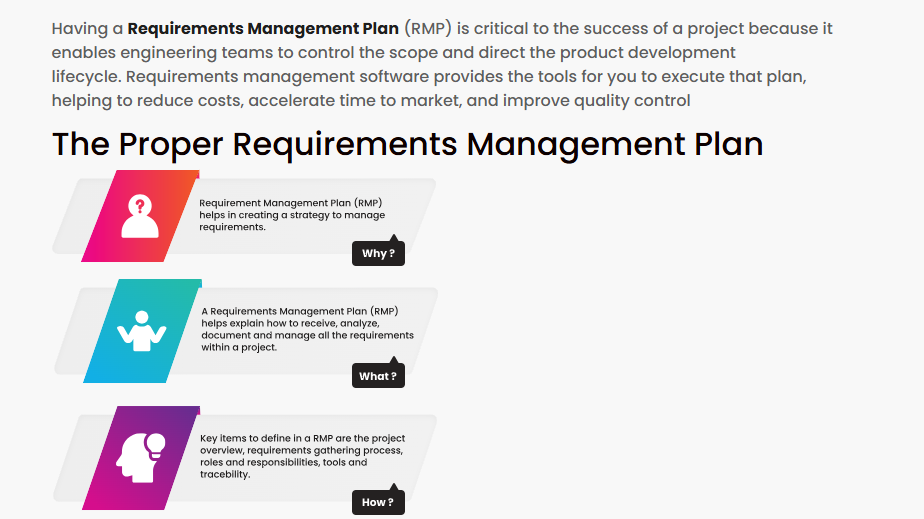 Having a Requirements Management Plan (RMP) is critical to the success of a project because it
enables engineering teams to control the scope and direct the product development
lifecycle. Requirements management software provides the tools for you to execute that plan,
helping to reduce costs, accelerate time to market, and improve quality control
The Proper Requirements Management Plan
Requirement Management Plan (RMP)
helps in creating a strategy to manage
requirements.
Why ?
A Requirements Management Plan (RMP)
helps explain how to receive, analyze,
document and manage all the requirements
within a project.
What ?
Key items to define in a RMP are the project
overview, requirements gathering process,
roles and responsibilities, tools and
tracebility.
How ?